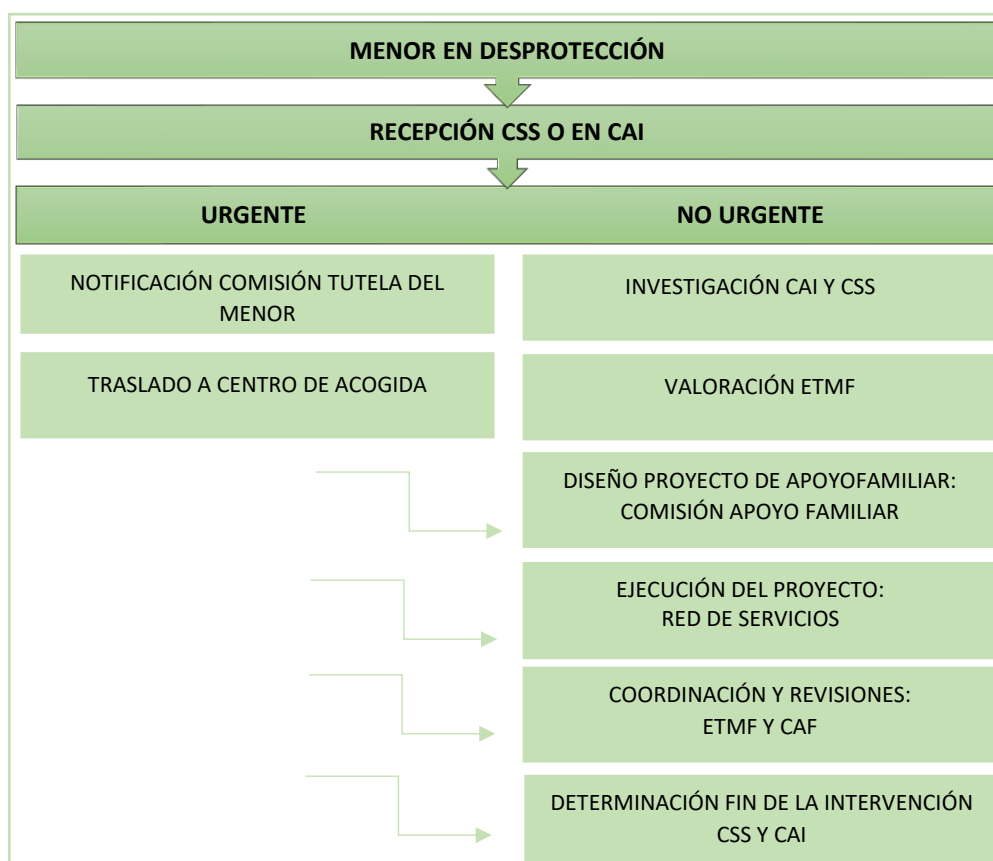 MENOR EN DESPROTECCIÓN
RECEPCIÓN CSS O EN CAI
URGENTE
NO URGENTE
NOTIFICACIÓN COMISIÓN TUTELA DEL
MENOR
INVESTIGACIÓN CAI Y CSS
TRASLADO A CENTRO DE ACOGIDA
VALORACIÓN ETMF
DISEÑO PROYECTO DE APOYOFAMILIAR:
COMISIÓN APOYO FAMILIAR
EJECUCIÓN DEL PROYECTO:
RED DE SERVICIOS
COORDINACIÓN Y REVISIONES:
ETMF Y CAF
DETERMINACIÓN FIN DE LA INTERVENCIÓN
CSS Y CAI